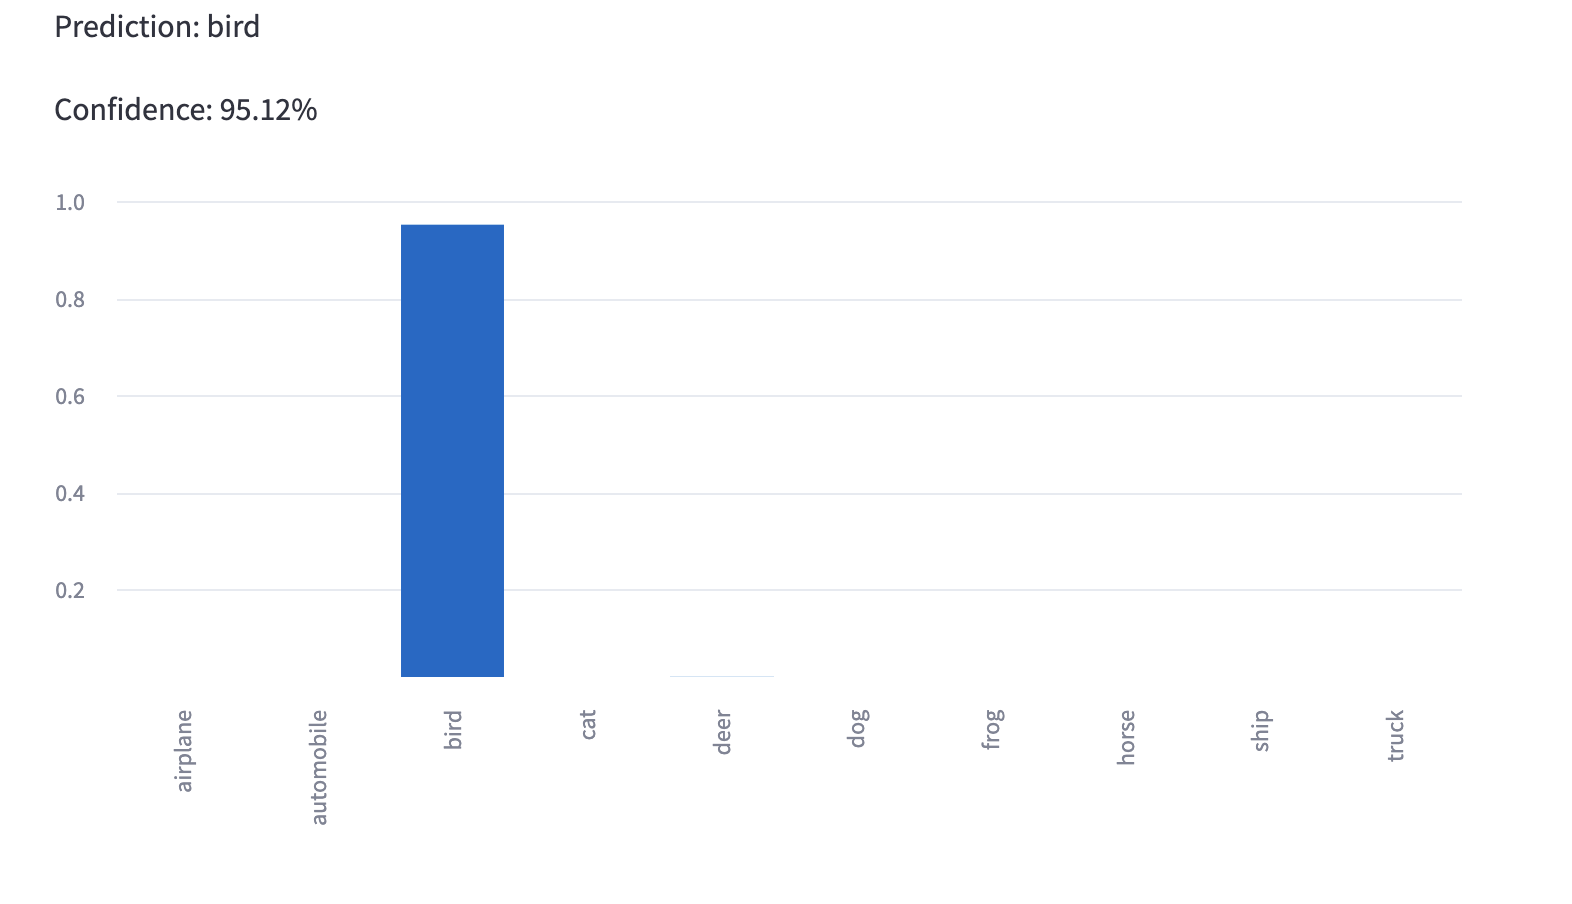 Prediction: bird
Confidence: 95.12%
1.0
0.8
0.6
0.4
0.2
airplane
automobile
bird
cat
deer
dog
frog
horse
ship
truck